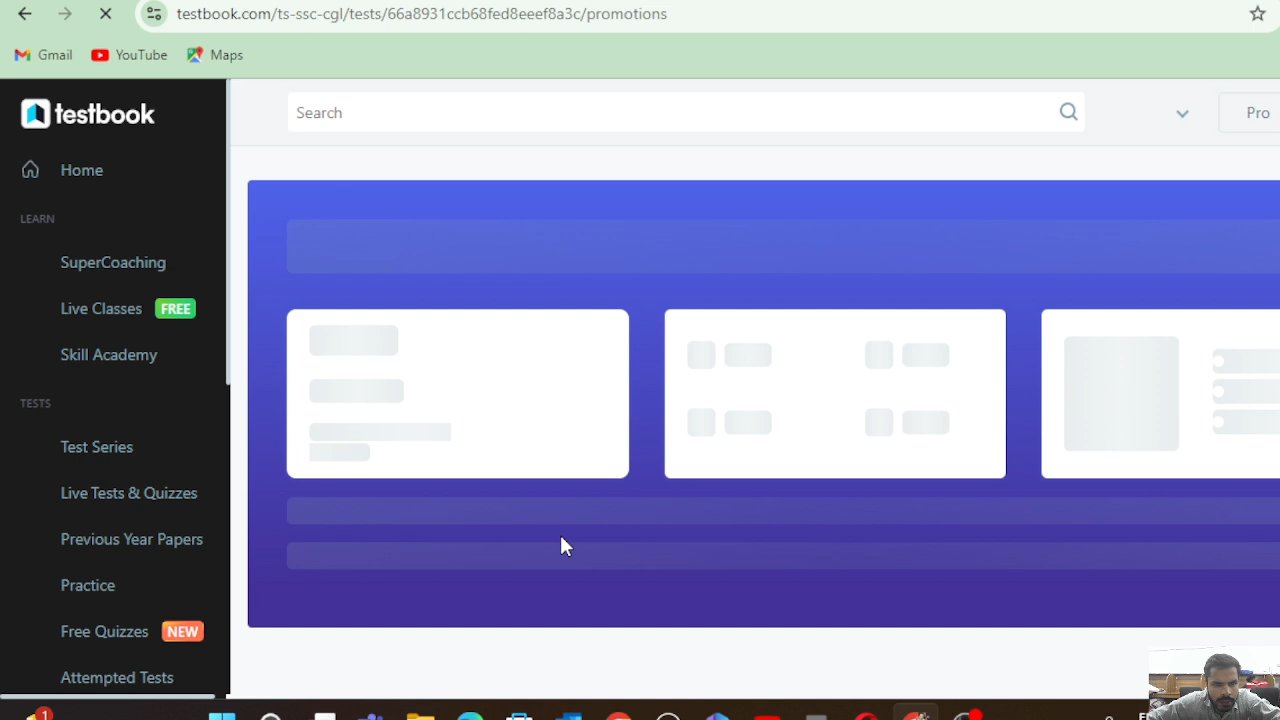 testbook.com/ts-ssc-cgl/tests/66a8931ccb68fed8eeef8a3c/promotions
Gmail YouTube Maps
testbook
Search
Pro
Home
LEARN
SuperCoaching
Live Classes FREE
Skill Academy
TESTS
Test Series
Live Tests & Quizzes
Previous Year Papers
Practice
Free Quizzes NEW
Attempted Tests
1